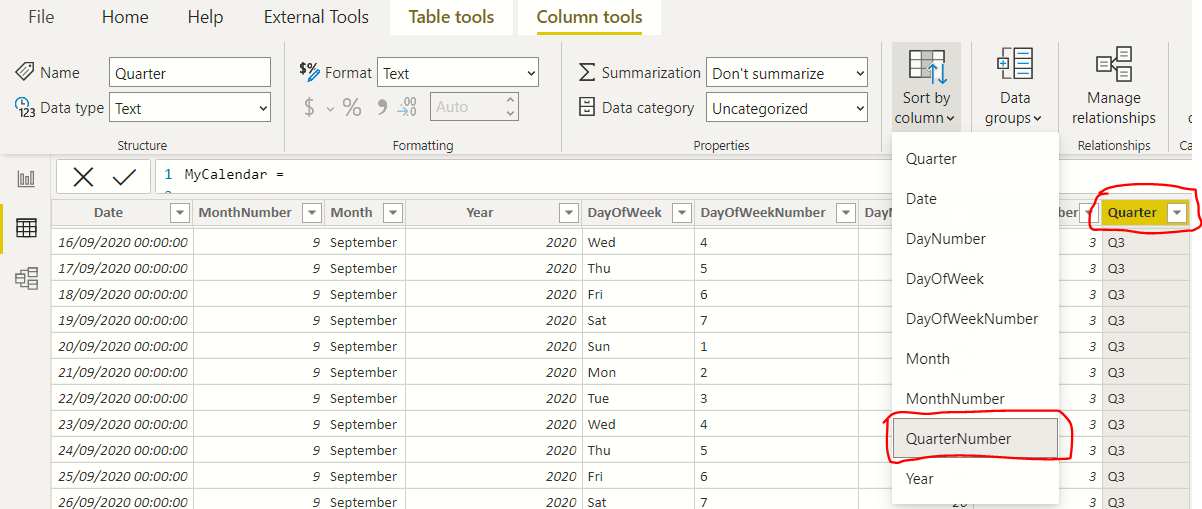 File Home Help External Tools Table tools Column tools
Name Quarter $% Format Text Σ Summarization Don't summarize Sort by column Data groups Manage relationships
123 Data type Text $ % 9 .00 Auto Data category Uncategorized
Structure Formatting Properties Relationships Ca
1 MyCalendar =
Date MonthNumber Month Year DayOfWeek DayOfWeekNumber Quarter
16/09/2020 00:00:00 9 September 2020 Wed 4 3 Q3
17/09/2020 00:00:00 9 September 2020 Thu 5 3 Q3
18/09/2020 00:00:00 9 September 2020 Fri 6 3 Q3
19/09/2020 00:00:00 9 September 2020 Sat 7 3 Q3
20/09/2020 00:00:00 9 September 2020 Sun 1 3 Q3
21/09/2020 00:00:00 9 September 2020 Mon 2 3 Q3
22/09/2020 00:00:00 9 September 2020 Tue 3 3 Q3
23/09/2020 00:00:00 9 September 2020 Wed 4 3 Q3
24/09/2020 00:00:00 9 September 2020 Thu 5 3 Q3
25/09/2020 00:00:00 9 September 2020 Fri 6 3 Q3
26/09/2020 00:00:00 9 September 2020 Sat 7 3 Q3
Quarter
Date
DayNumber
DayOfWeek
DayOfWeekNumber
Month
MonthNumber
QuarterNumber
Year